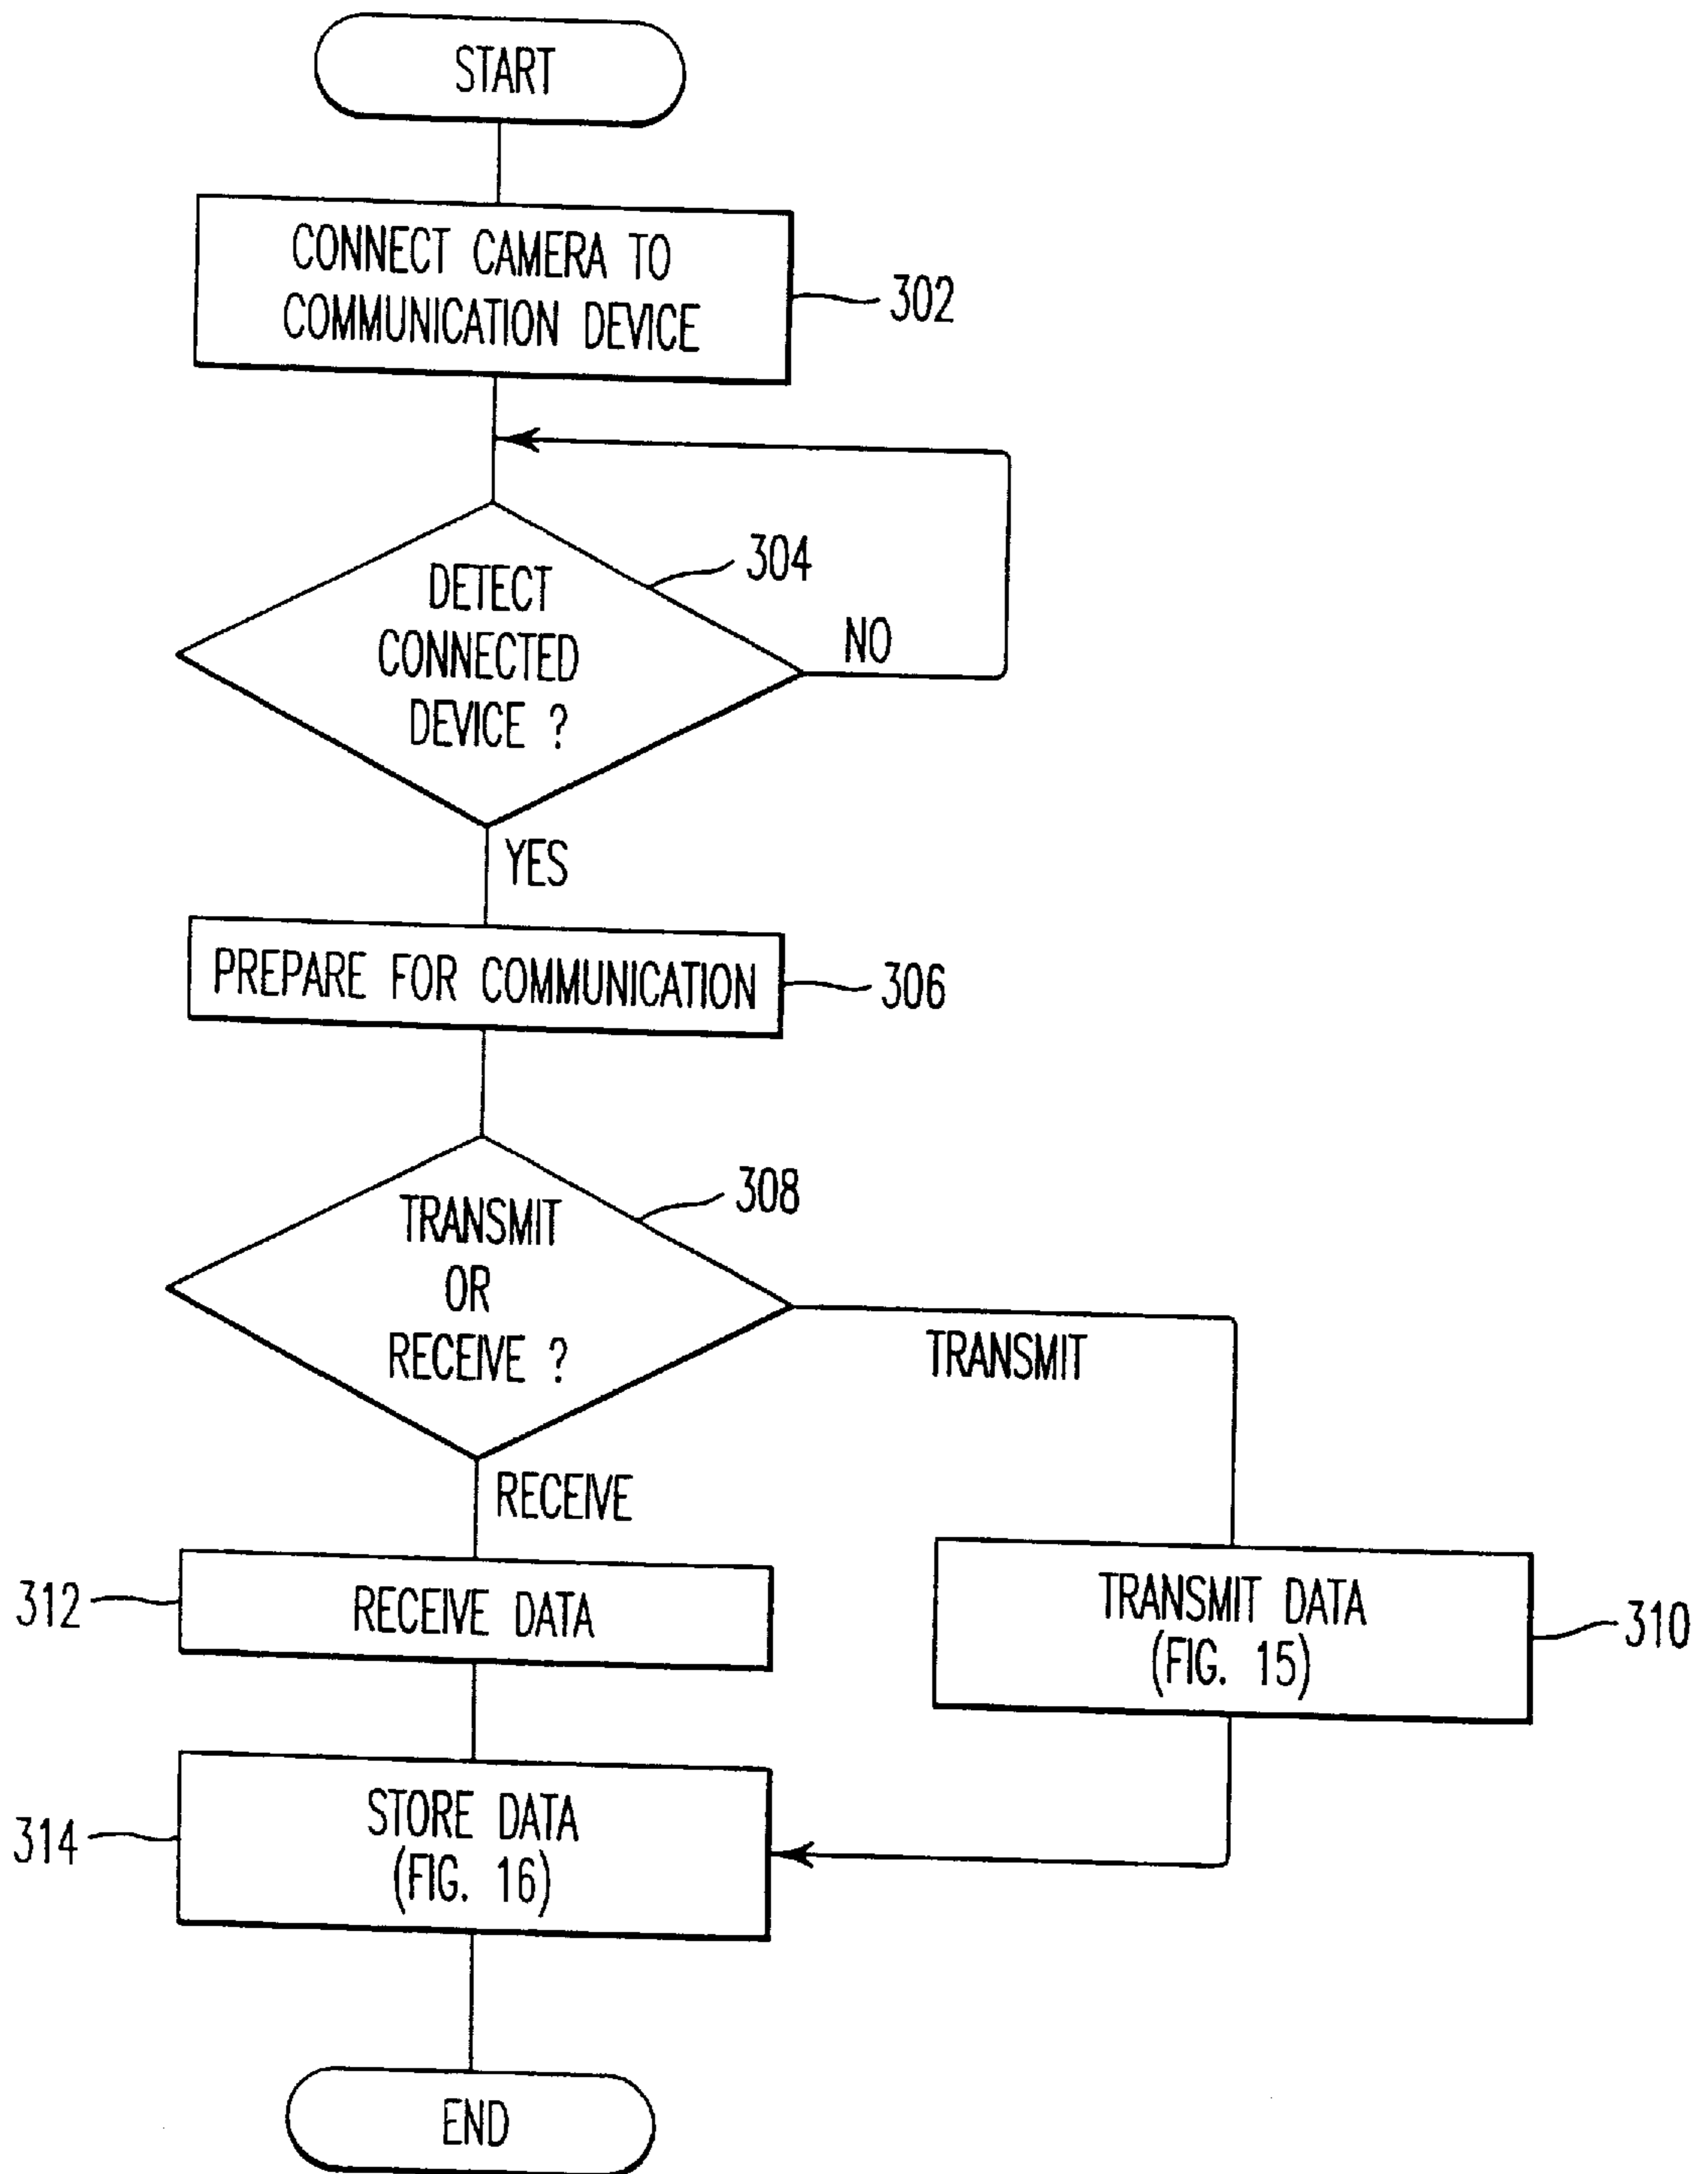 START
CONNECT CAMERA TO
COMMUNICATION DEVICE
302
304
DETECT
CONNECTED
DEVICE ?
NO
YES
PREPARE FOR COMMUNICATION
306
308
TRANSMIT
OR
RECEIVE ?
TRANSMIT
RECEIVE
312
RECEIVE DATA
TRANSMIT DATA
(FIG. 15)
310
314
STORE DATA
(FIG. 16)
END